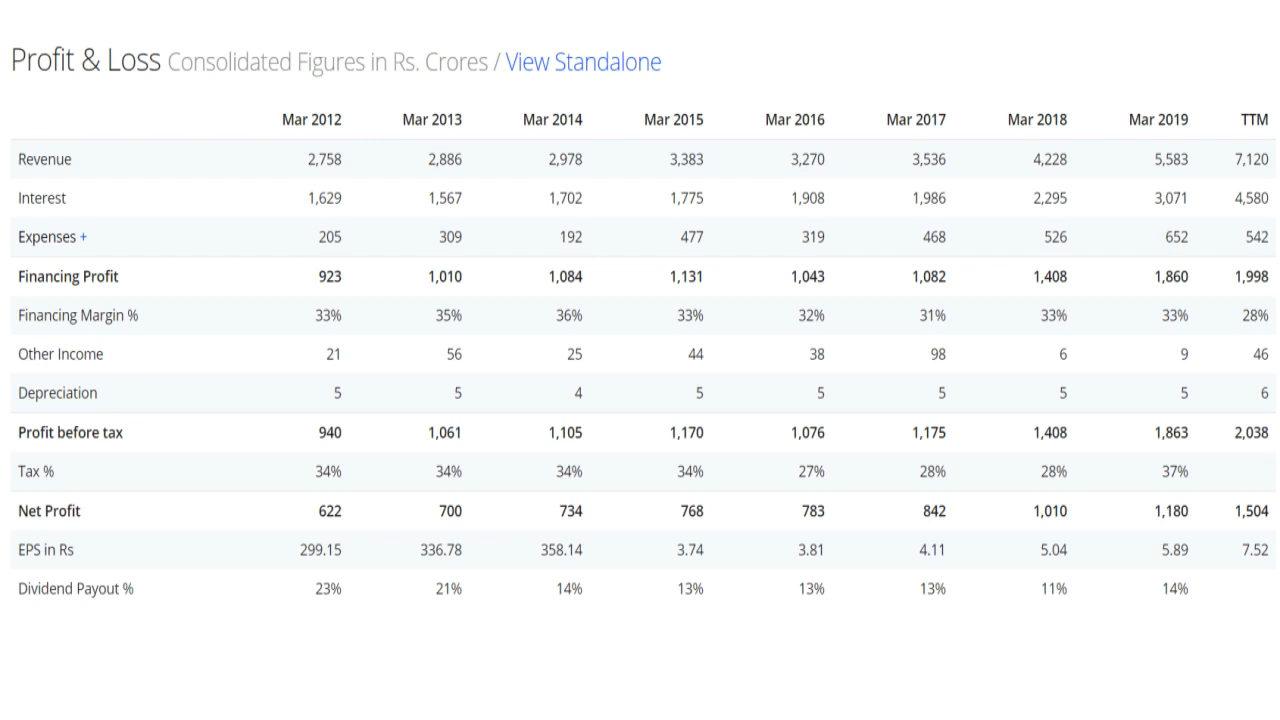 Profit & Loss Consolidated Figures in Rs. Crores / View Standalone
Mar 2012 Mar 2013 Mar 2014 Mar 2015 Mar 2016 Mar 2017 Mar 2018 Mar 2019 TTM
Revenue 2,758 2,886 2,978 3,383 3,270 3,536 4,228 5,583 7,120
Interest 1,629 1,567 1,702 1,775 1,908 1,986 2,295 3,071 4,580
Expenses + 205 309 192 477 319 468 526 652 542
Financing Profit 923 1,010 1,084 1,131 1,043 1,082 1,408 1,860 1,998
Financing Margin % 33% 35% 36% 33% 32% 31% 33% 33% 28%
Other Income 21 56 25 44 38 98 6 9 46
Depreciation 5 5 4 5 5 5 5 5 6
Profit before tax 940 1,061 1,105 1,170 1,076 1,175 1,408 1,863 2,038
Tax % 34% 34% 34% 34% 27% 28% 28% 37%
Net Profit 622 700 734 768 783 842 1,010 1,180 1,504
EPS in Rs 299.15 336.78 358.14 3.74 3.81 4.11 5.04 5.89 7.52
Dividend Payout % 23% 21% 14% 13% 13% 13% 11% 14%